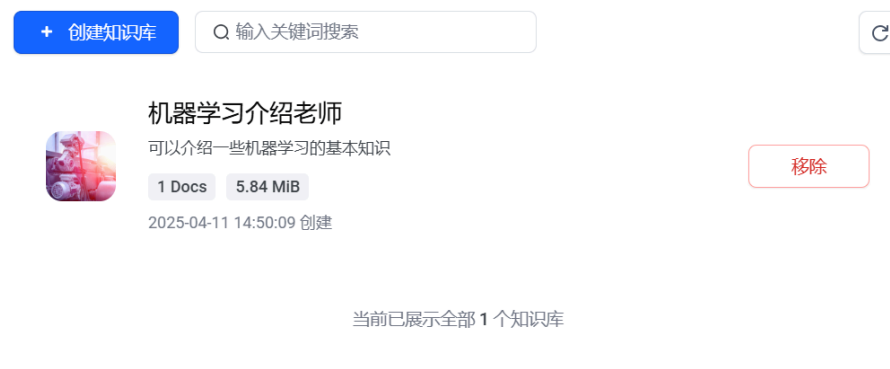 + 创建知识库
输入关键词搜索
机器学习介绍老师
可以介绍一些机器学习的基本知识
1 Docs 5.84 MiB
移除
2025-04-11 14:50:09 创建
当前已展示全部 1 个知识库